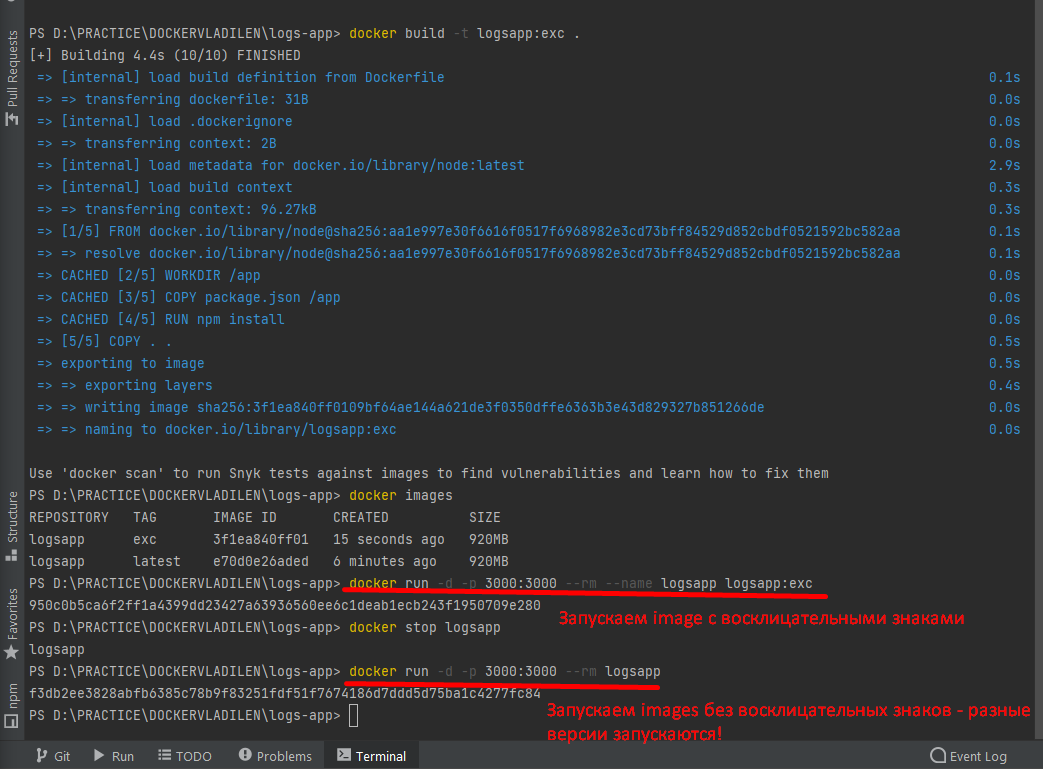 PS D:\PRACTICE\DOCKERVLADILEN\logs-app> docker build -t logsapp:exc .
[+] Building 4.4s (10/10) FINISHED
=> [internal] load build definition from Dockerfile 0.1s
=> => transferring dockerfile: 31B 0.0s
=> [internal] load .dockerignore 0.0s
=> => transferring context: 2B 0.0s
=> [internal] load metadata for docker.io/library/node:latest 2.9s
=> [internal] load build context 0.3s
=> => transferring context: 96.27kB 0.3s
=> [1/5] FROM docker.io/library/node@sha256:aa1e997e30f6616f0517f6968982e3cd73bff84529d852cbdf0521592bc582aa 0.1s
=> => resolve docker.io/library/node@sha256:aa1e997e30f6616f0517f6968982e3cd73bff84529d852cbdf0521592bc582aa 0.1s
=> CACHED [2/5] WORKDIR /app 0.0s
=> CACHED [3/5] COPY package.json /app 0.0s
=> CACHED [4/5] RUN npm install 0.0s
=> [5/5] COPY . . 0.5s
=> exporting to image 0.5s
=> => exporting layers 0.4s
=> => writing image sha256:3f1ea840ff0109bf64ae144a621de3f0350dffe6363b3e43d829327b851266de 0.0s
=> => naming to docker.io/library/logsapp:exc 0.0s
Use 'docker scan' to run Snyk tests against images to find vulnerabilities and learn how to fix them
PS D:\PRACTICE\DOCKERVLADILEN\logs-app> docker images
REPOSITORY TAG IMAGE ID CREATED SIZE
logsapp exc 3f1ea840ff01 15 seconds ago 920MB
logsapp latest e70d0e26aded 6 minutes ago 920MB
PS D:\PRACTICE\DOCKERVLADILEN\logs-app> docker run -d -p 3000:3000 --rm --name logsapp logsapp:exc
950c0b5ca6f2ff1a4399dd23427a63936560ee6c1deab1ecb243f1950709e280
Запускаем image с восклицательными знаками
PS D:\PRACTICE\DOCKERVLADILEN\logs-app> docker stop logsapp
logsapp
PS D:\PRACTICE\DOCKERVLADILEN\logs-app> docker run -d -p 3000:3000 --rm logsapp
f3db2ee3828abfb6385c78b9f83251fdf51f7674186d7ddd5d75ba1c4277fc84
Запускаем images без восклицательных знаков - разные
версии запускаются!
PS D:\PRACTICE\DOCKERVLADILEN\logs-app>
Pull Requests
Structure
Favorites
npm
Git Run TODO Problems Terminal Event Log